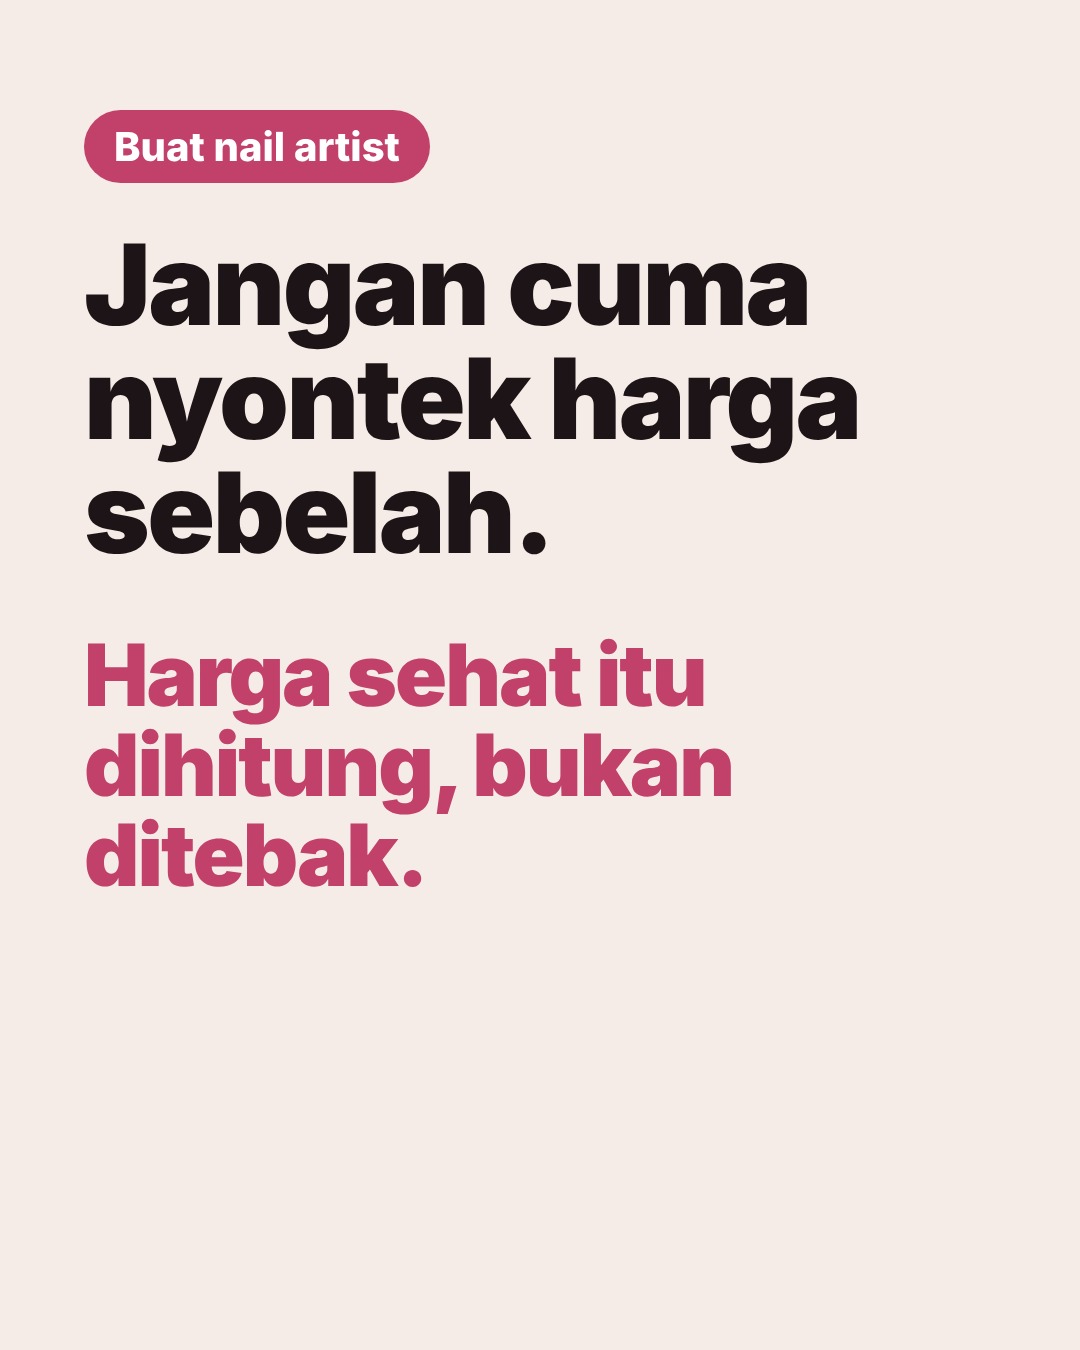 Buat nail artist
Jangan cuma
nyontek harga
sebelah.
Harga sehat itu
dihitung, bukan
ditebak.